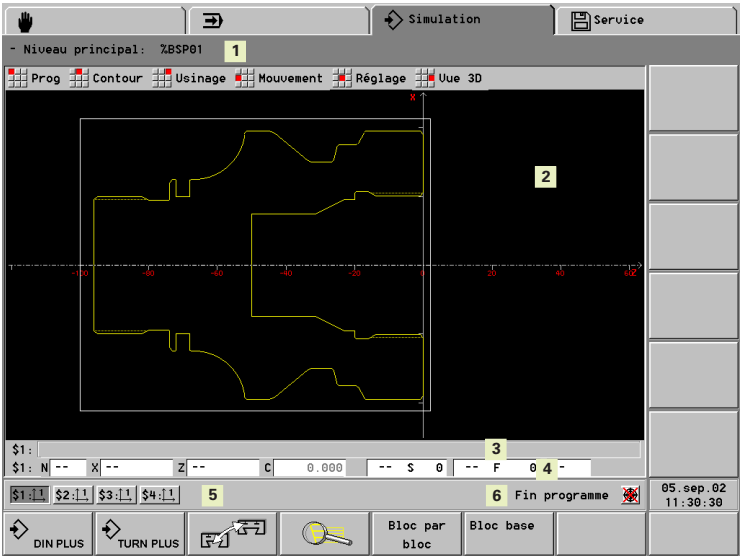 Simulation
Service
- Niveau principal: %BSP01
1
Prog Contour Usinage Mouvement Réglage Vue 3D
X
2
-100 -80 -60 -40 -20 0 20 40 60Z
$1:
3
$1: N -- X -- Z -- C 0.000 -- S 0 -- F 0 4 -
$1: $2: $3: $4: 5 6 Fin programme
05.sep.02
11:30:30
DIN PLUS
TURN PLUS
Bloc par
bloc
Bloc base